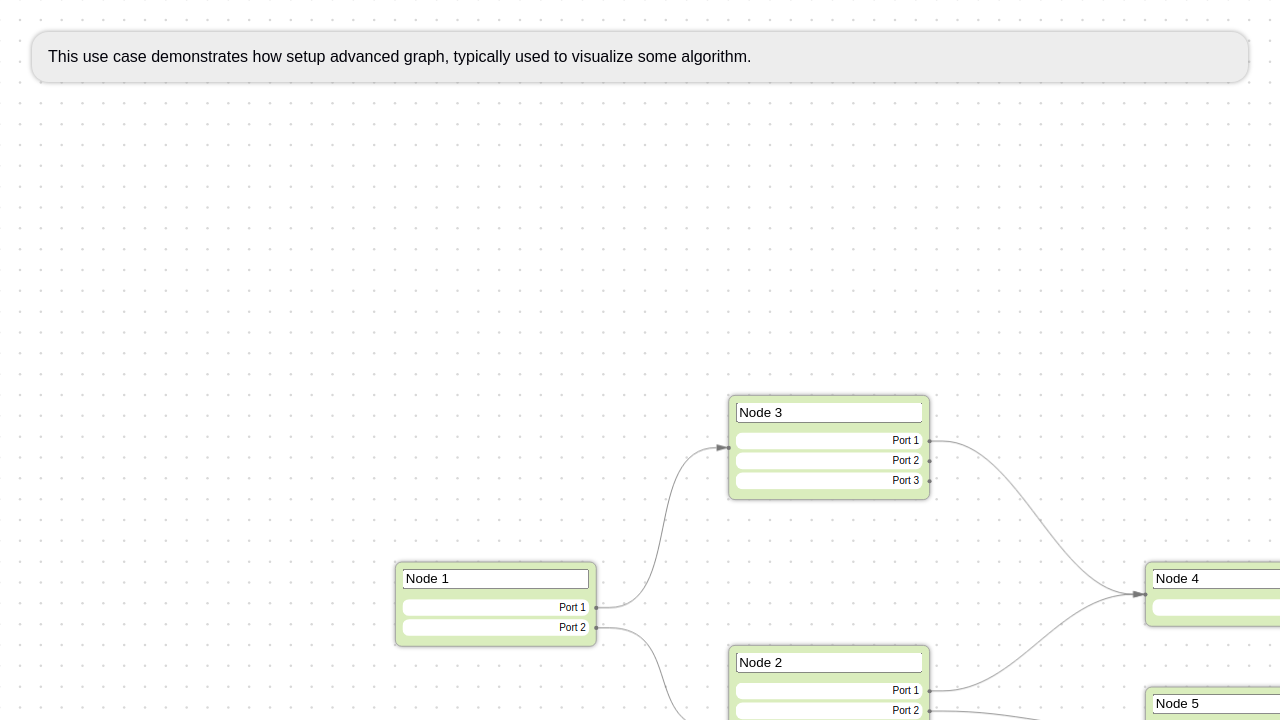 This use case demonstrates how setup advanced graph, typically used to visualize some algorithm.
Node 3
Port 1
Port 2
Port 3
Node 1
Port 1
Port 2
Node 4
Node 2
Port 1
Port 2
Node 5